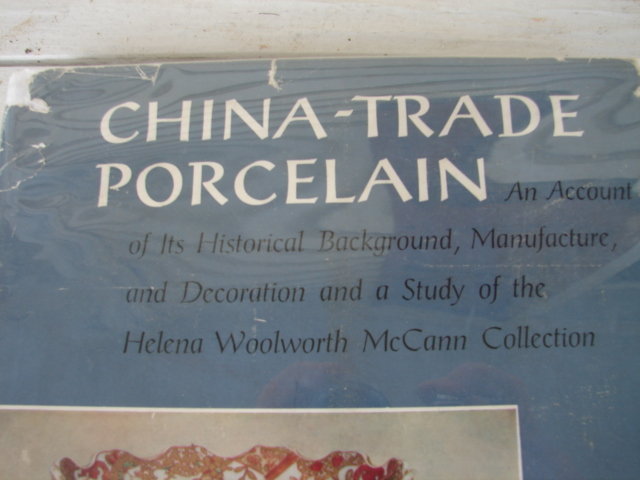 CHINA-TRADE
PORCELAIN An Account
of Its Historical Background, Manufacture,
and Decoration and a Study of the
Helena Woolworth McCann Collection